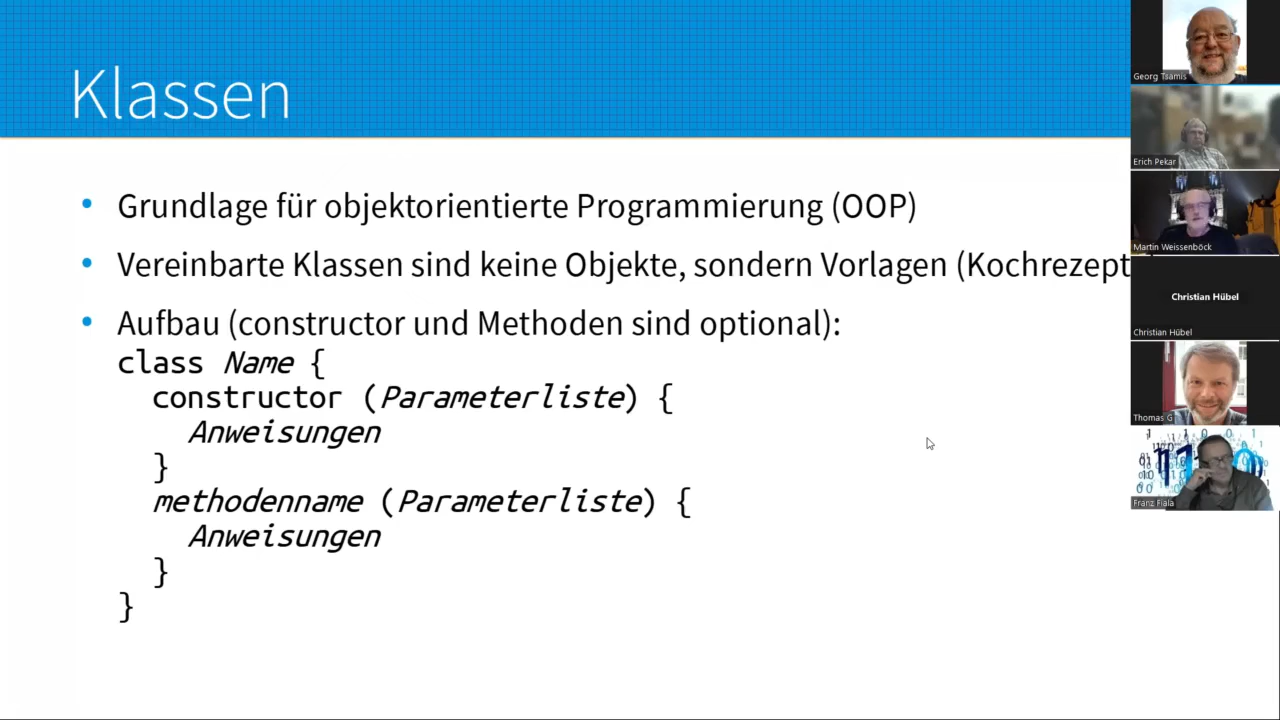 Klassen
• Grundlage für objektorientierte Programmierung (OOP)
• Vereinbarte Klassen sind keine Objekte, sondern Vorlagen (Kochrezept
• Aufbau (constructor und Methoden sind optional):
class Name {
constructor (Parameterliste) {
Anweisungen
}
methodenname (Parameterliste) {
Anweisungen
}
}
Georg Tsamis
Erich Pekar
Martin Weissenböck
Christian Hübel
Christian Hübel
Thomas G
Franz Fiala